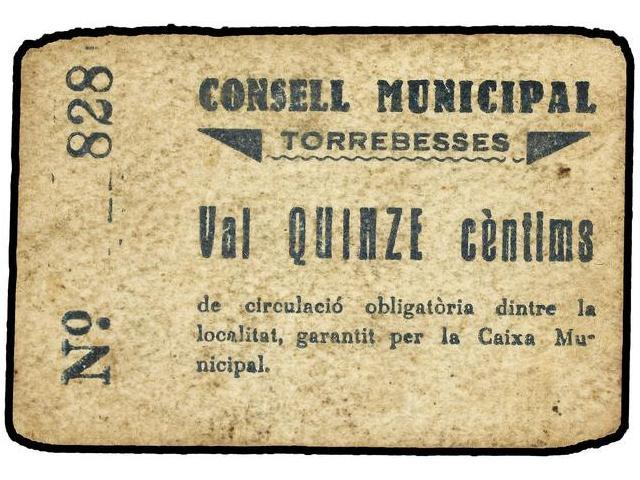 CONSELL MUNICIPAL
TORREBESSES
Val QUINZE cèntims
de circulació obligatòria dintre la
localitat, garantit per la Caixa Mu-
nicipal.
Nº. 828